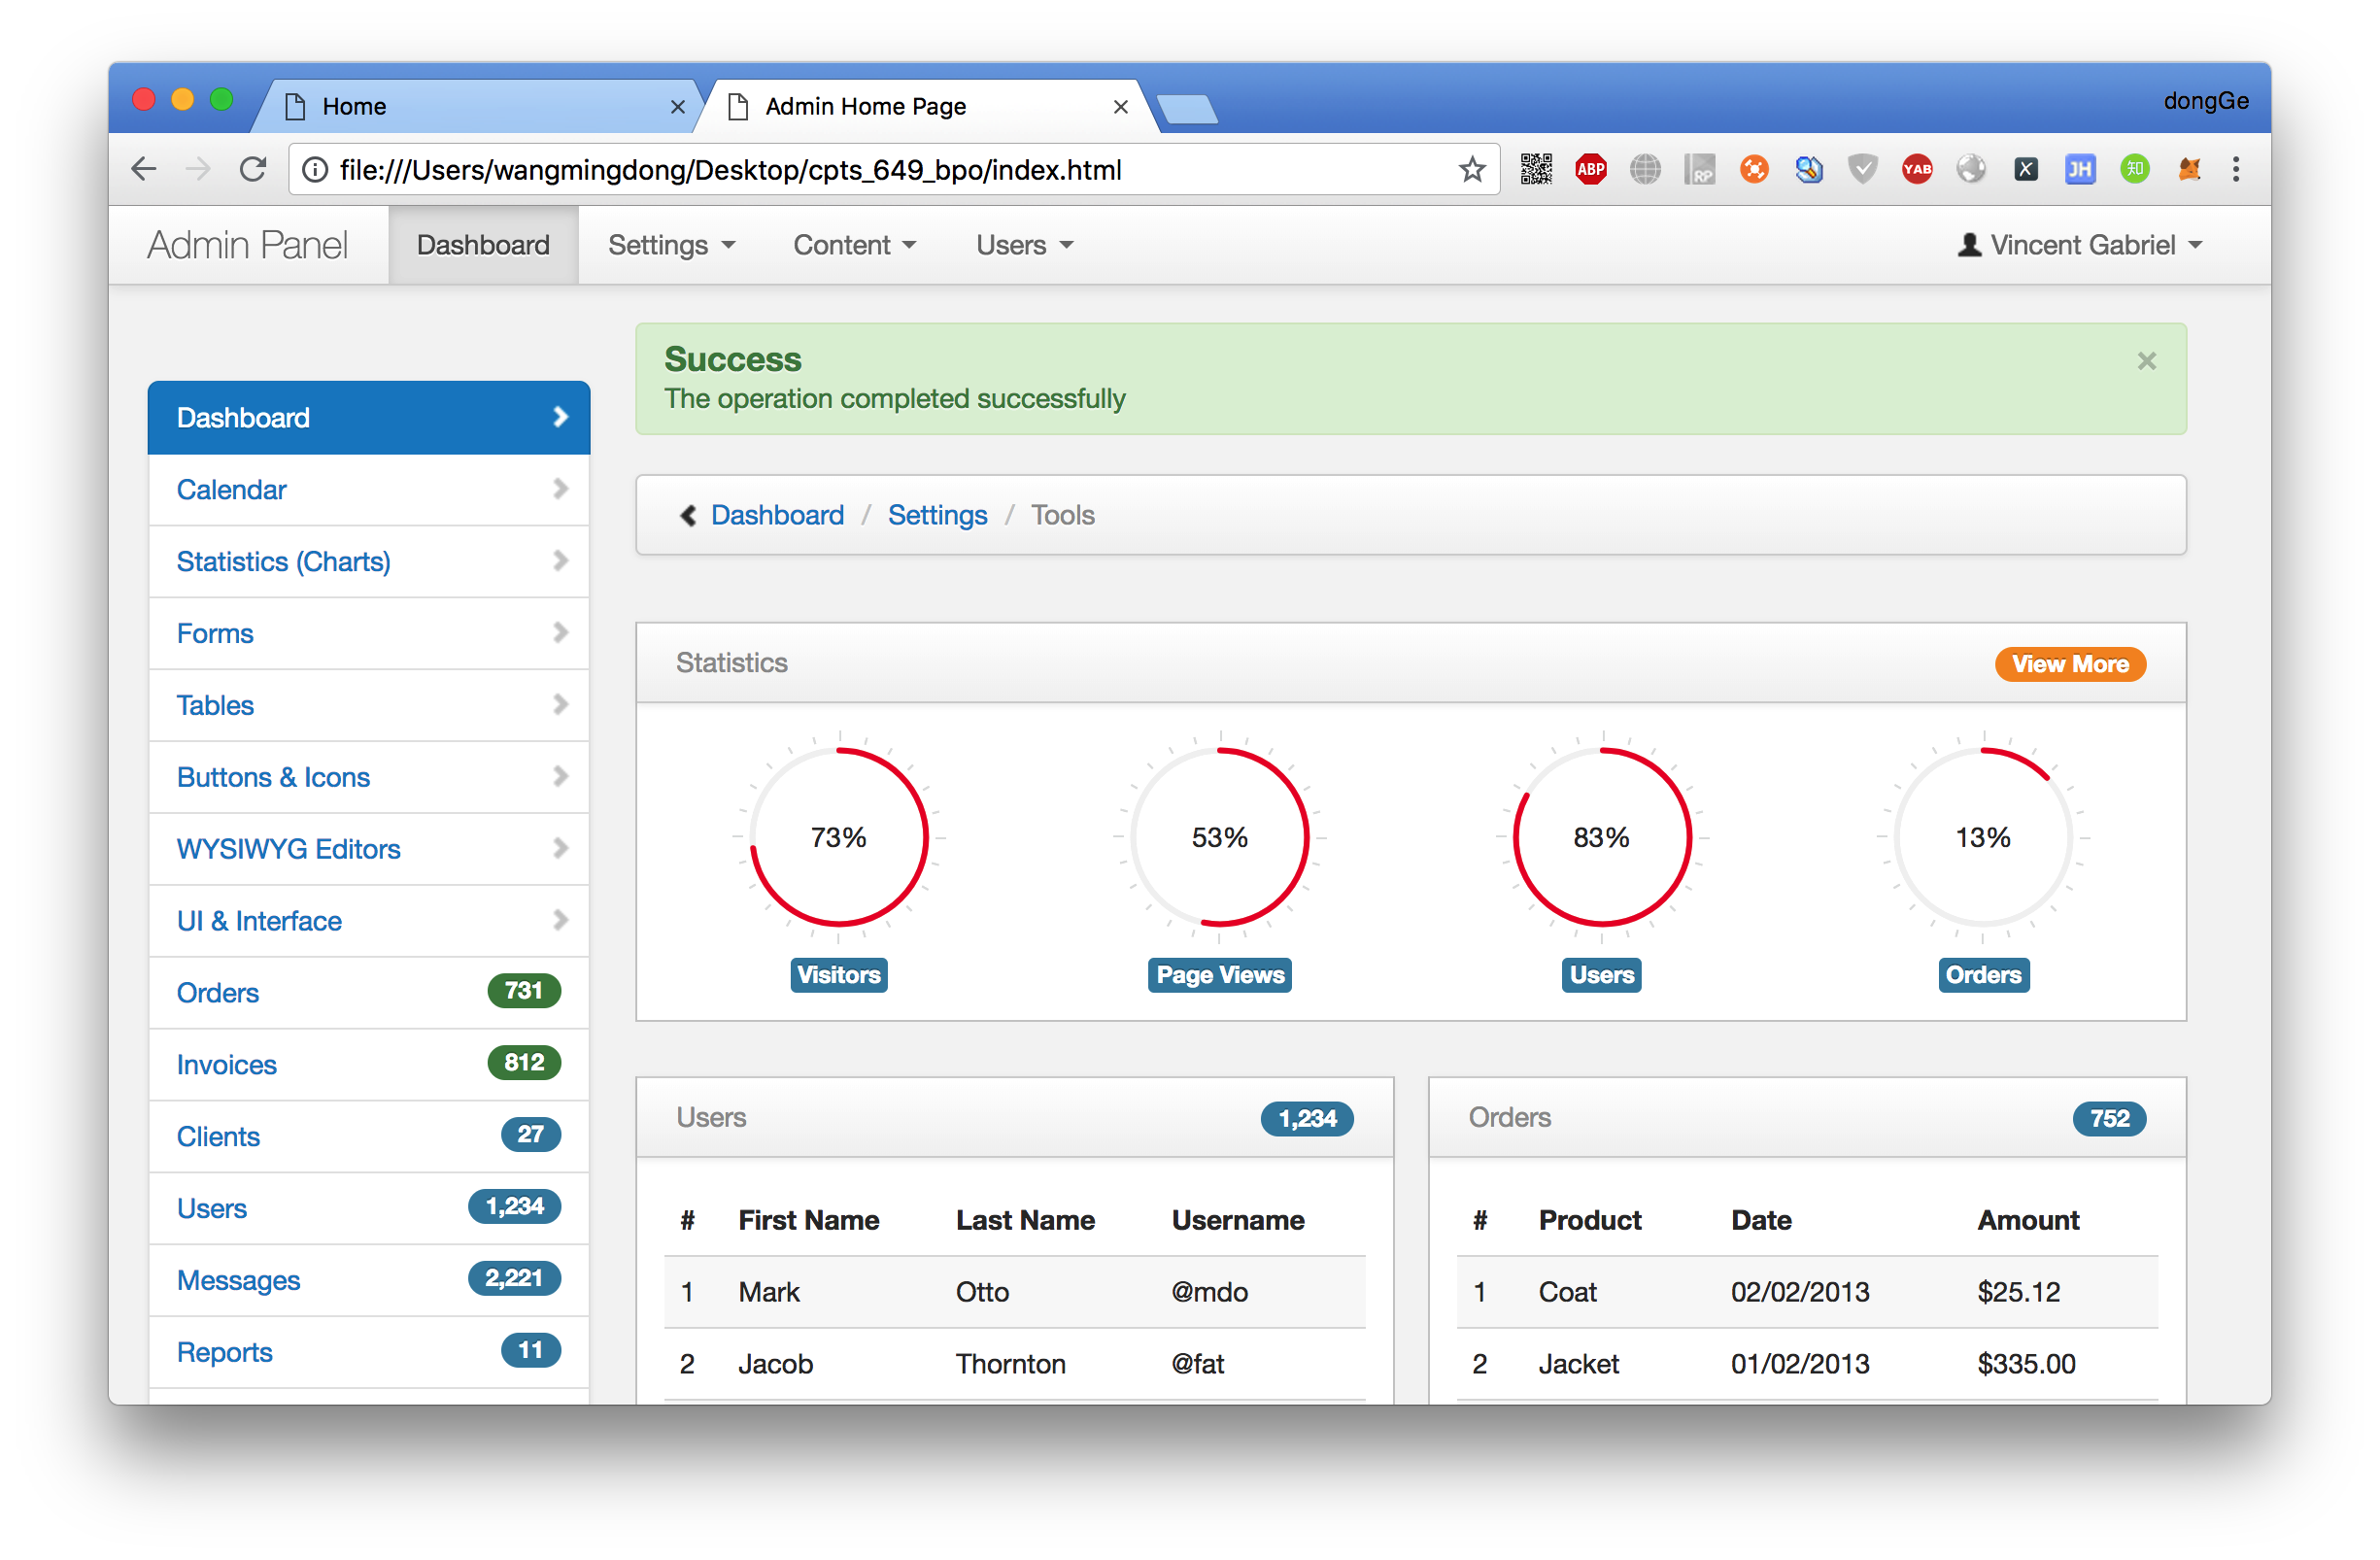 Home
Admin Home Page
dongGe
file:///Users/wangmingdong/Desktop/cpts_649_bpo/index.html
ABP
RP
YAB
X
JH
知
Admin Panel
Dashboard
Settings
Content
Users
Vincent Gabriel
Success
The operation completed successfully
Dashboard / Settings / Tools
Dashboard
Calendar
Statistics (Charts)
Forms
Tables
Buttons & Icons
WYSIWYG Editors
UI & Interface
Orders 731
Invoices 812
Clients 27
Users 1,234
Messages 2,221
Reports 11
Statistics View More
73% 53% 83% 13%
Visitors Page Views Users Orders
Users 1,234
# First Name Last Name Username
1 Mark Otto @mdo
2 Jacob Thornton @fat
Orders 752
# Product Date Amount
1 Coat 02/02/2013 $25.12
2 Jacket 01/02/2013 $335.00